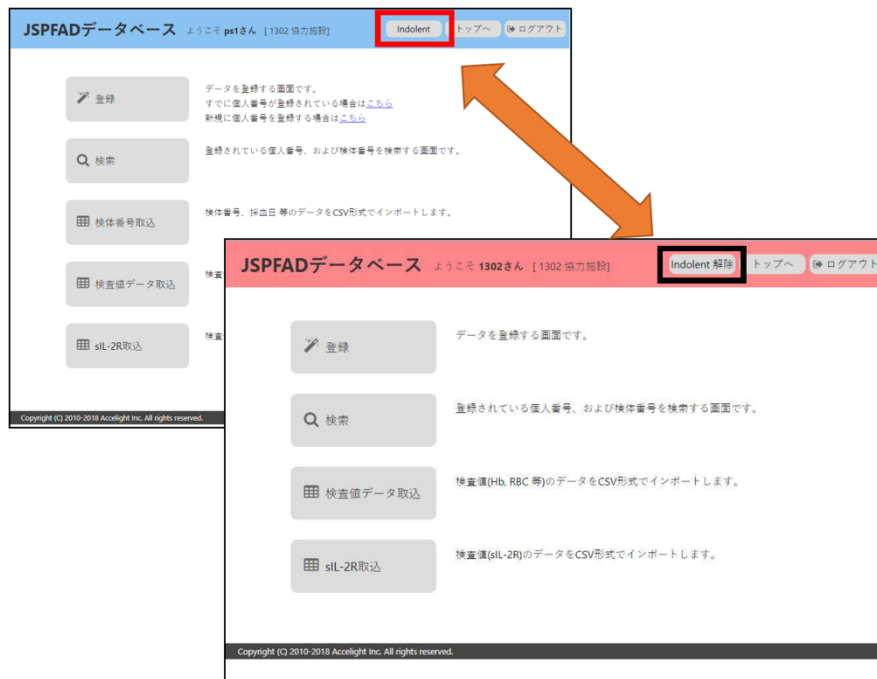 JSPFADデータベース ようこそ ps1さん [1302 協力施設] Indolent トップへ ログアウト
登録
データを登録する画面です。
すでに個人番号が登録されている場合はこちら
新規に個人番号を登録する場合はこちら
検索
登録されている個人番号、および検体番号を検索する画面です。
検体番号取込
検体番号、採血日 等のデータをCSV形式でインポートします。
検査値データ取込
検査
sIL-2R取込
検査
Copyright (C) 2010-2018 Accelight Inc. All rights reserved.
JSPFADデータベース ようこそ 1302さん [1302 協力施設] Indolent 解除 トップへ ログアウト
登録
データを登録する画面です。
検索
登録されている個人番号、および検体番号を検索する画面です。
検査値データ取込
検査値(Hb, RBC 等)のデータをCSV形式でインポートします。
sIL-2R取込
検査値(sIL-2R)のデータをCSV形式でインポートします。
Copyright (C) 2010-2018 Accelight Inc. All rights reserved.